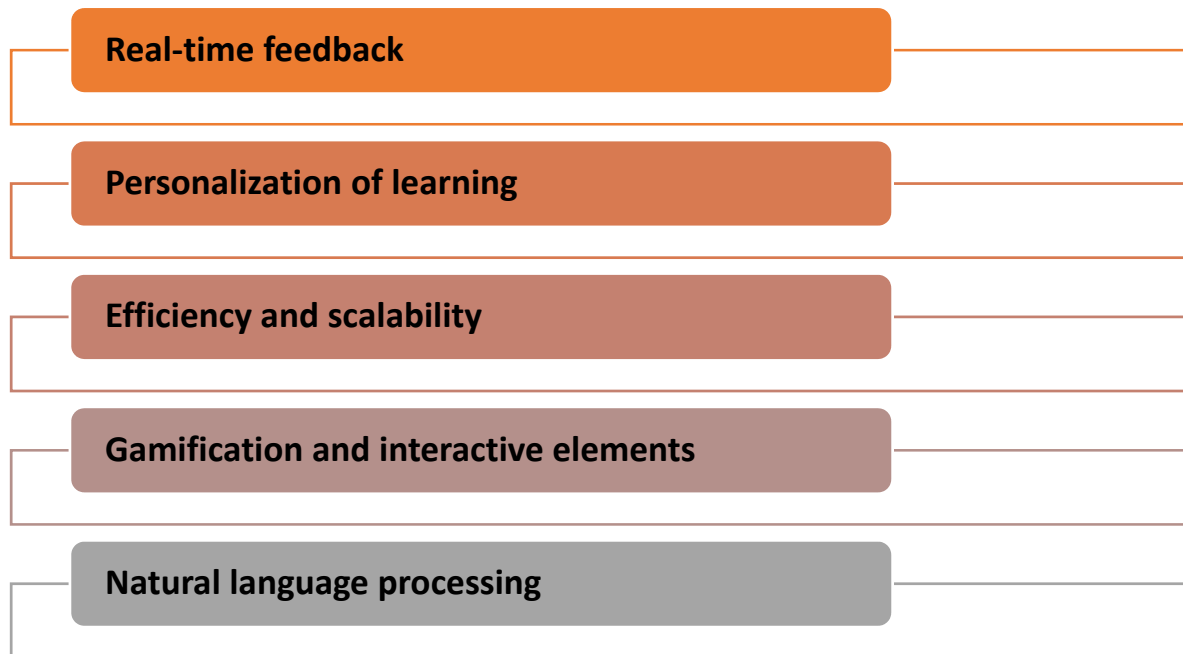 Real-time feedback
Personalization of learning
Efficiency and scalability
Gamification and interactive elements
Natural language processing